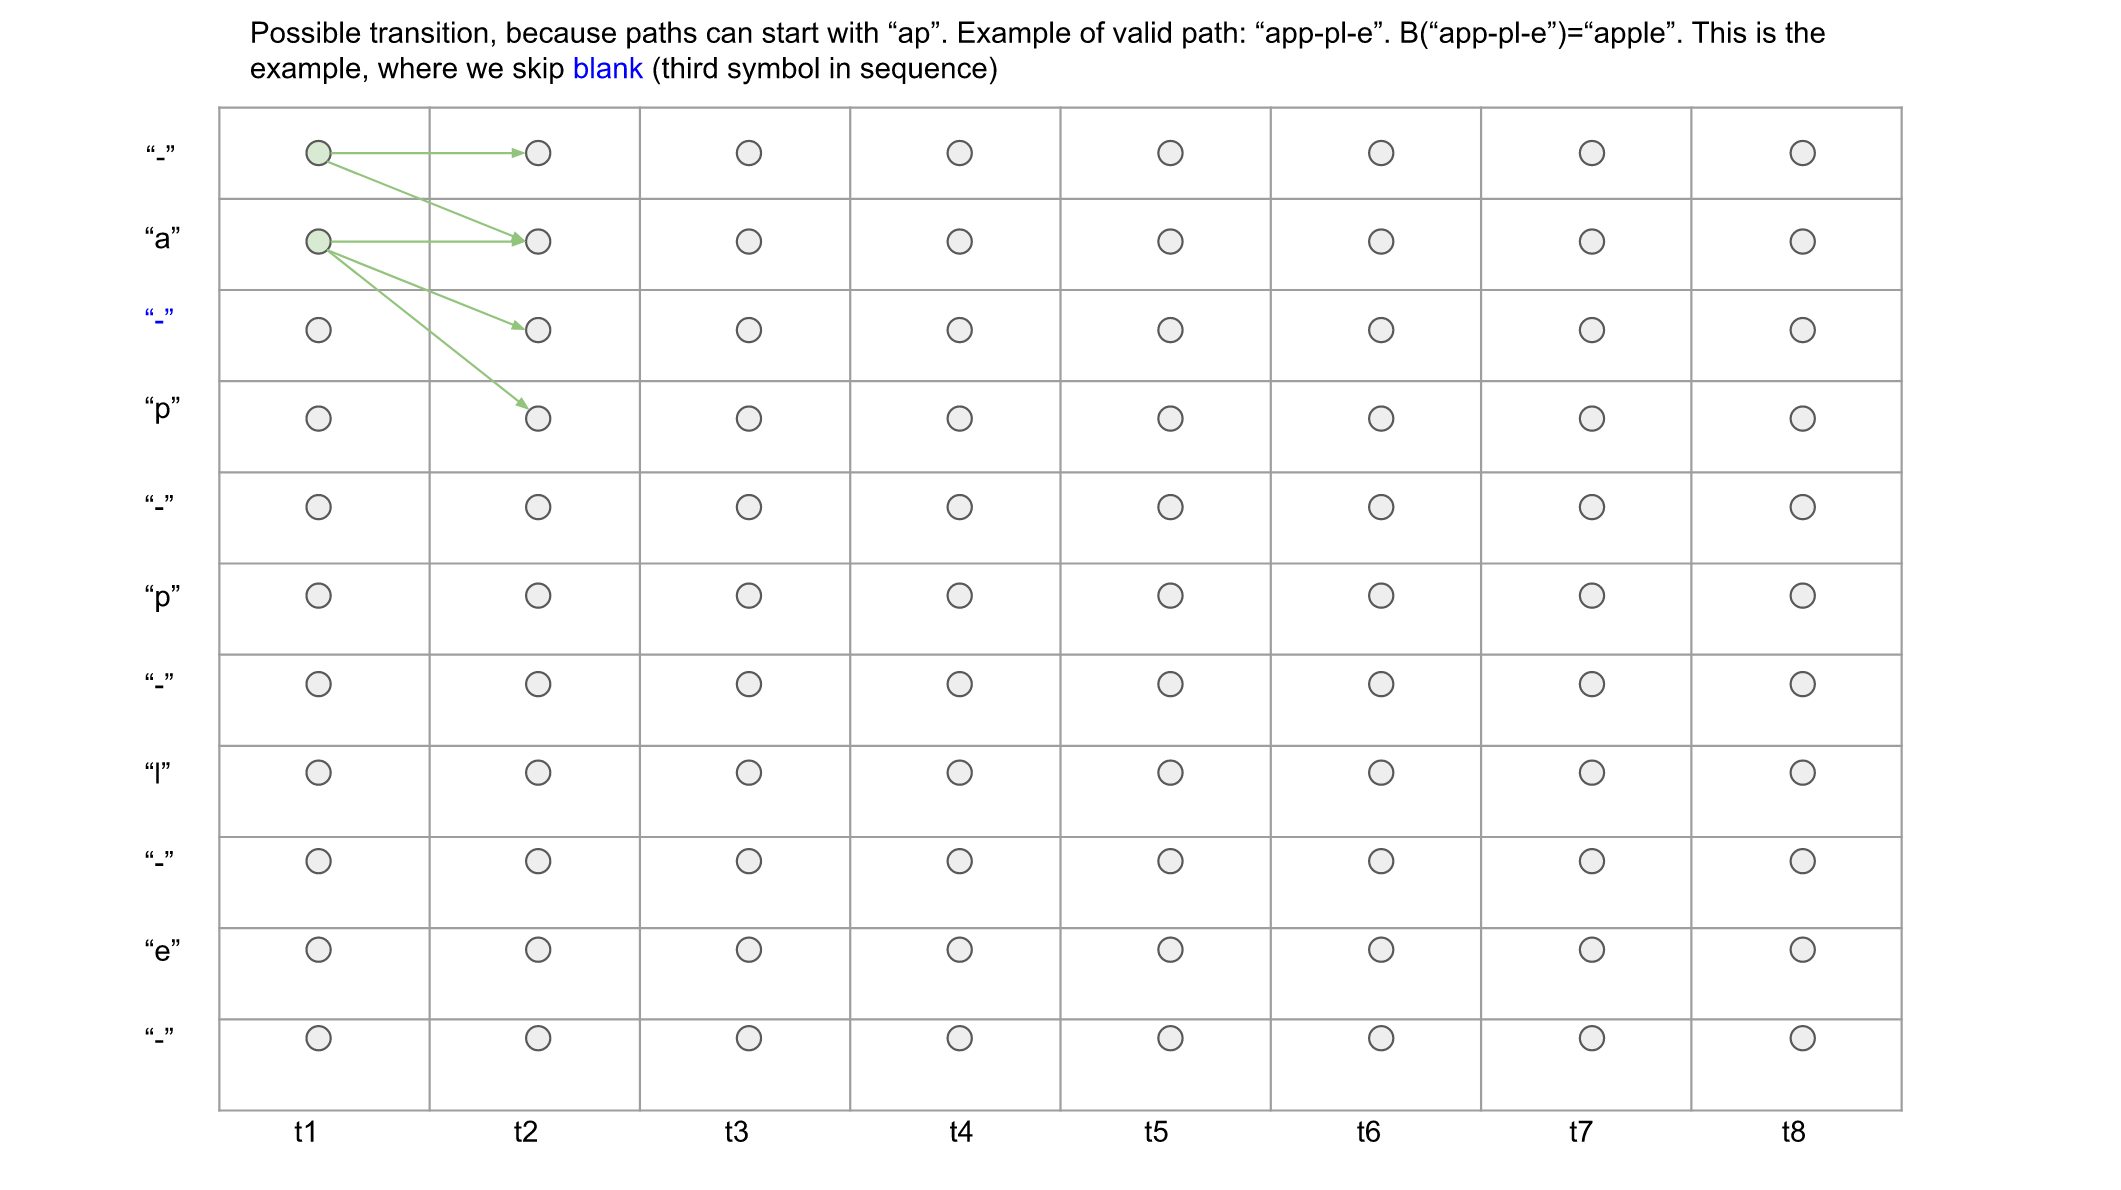 Possible transition, because paths can start with “ap”. Example of valid path: “app-pl-e”. B(“app-pl-e”)=“apple”. This is the
example, where we skip blank (third symbol in sequence)
“-”
“a”
“-”
“p”
“-”
“p”
“-”
“l”
“-”
“e”
“-”
t1 t2 t3 t4 t5 t6 t7 t8